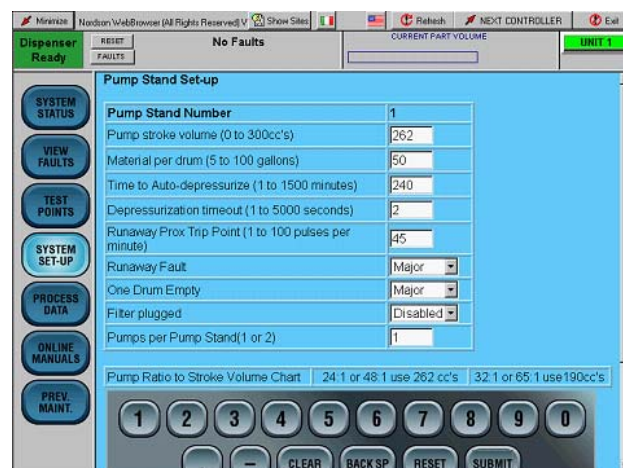 Minimize Nordson WebBrowser (All Rights Reserved) V Show Sites Refresh NEXT CONTROLLER Exit
Dispenser Ready
RESET FAULTS
No Faults
CURRENT PART VOLUME
UNIT 1
Pump Stand Set-up
SYSTEM STATUS
VIEW FAULTS
TEST POINTS
SYSTEM SET-UP
PROCESS DATA
ONLINE MANUALS
PREV. MAINT.
Pump Stand Number 1
Pump stroke volume (0 to 300cc's) 262
Material per drum (5 to 100 gallons) 50
Time to Auto-depressurize (1 to 1500 minutes) 240
Depressurization timeout (1 to 5000 seconds) 2
Runaway Prox Trip Point (1 to 100 pulses per
minute) 45
Runaway Fault Major
One Drum Empty Major
Filter plugged Disabled
Pumps per Pump Stand(1 or 2) 1
Pump Ratio to Stroke Volume Chart 24:1 or 48:1 use 262 cc's 32:1 or 65:1 use190cc's
1 2 3 4 5 6 7 8 9 0
. - CLEAR BACK SP RESET SUBMIT